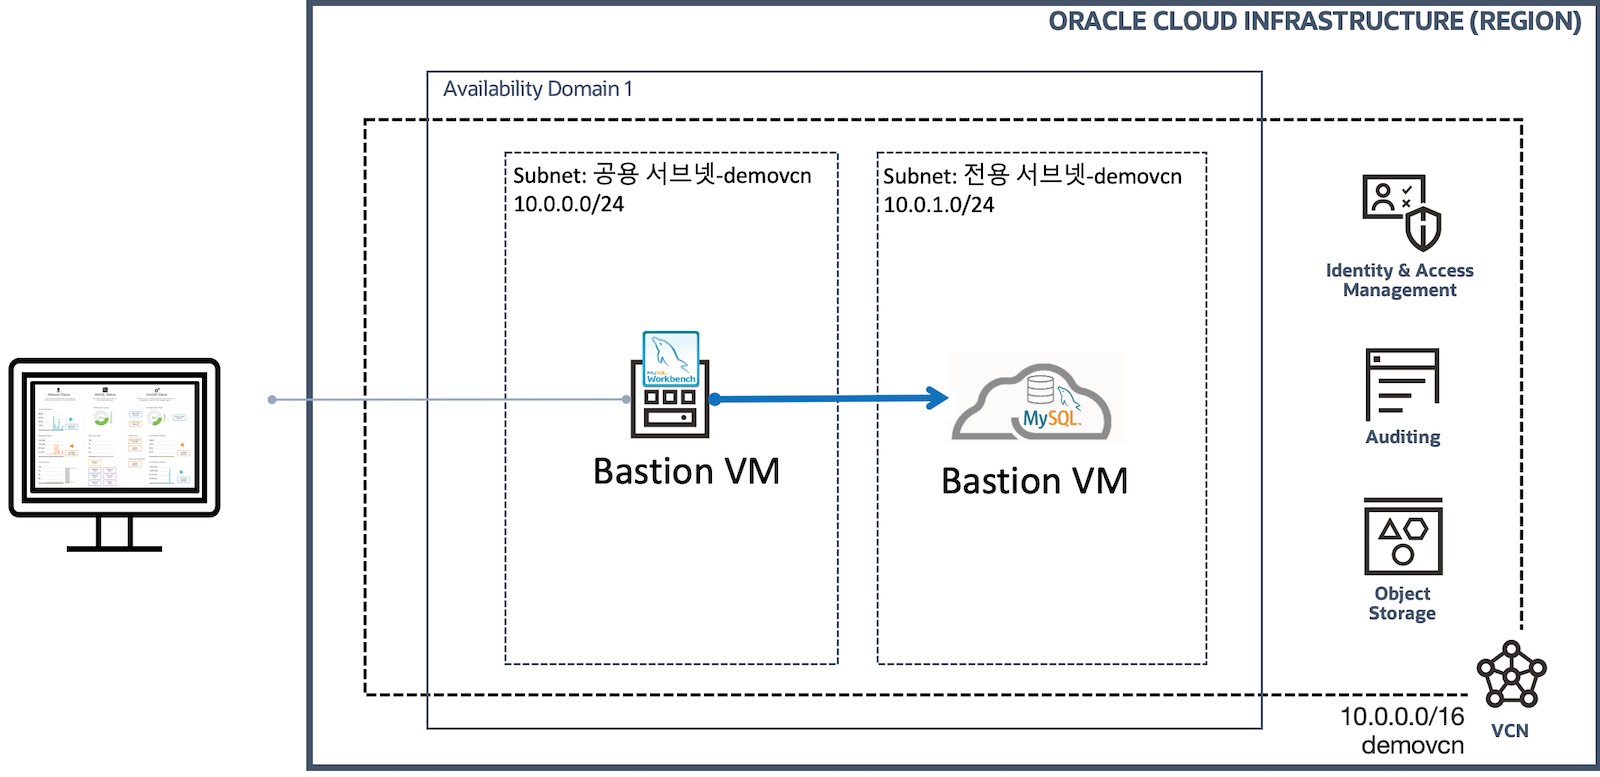 ORACLE CLOUD INFRASTRUCTURE (REGION)
Availability Domain 1
Subnet: 공용 서브넷-demovcn
10.0.0.0/24
Subnet: 전용 서브넷-demovcn
10.0.1.0/24
Identity & Access
Management
MySQL
Workbench
Bastion VM
MySQL
Bastion VM
Auditing
Object
Storage
10.0.0.0/16
demovcn
VCN